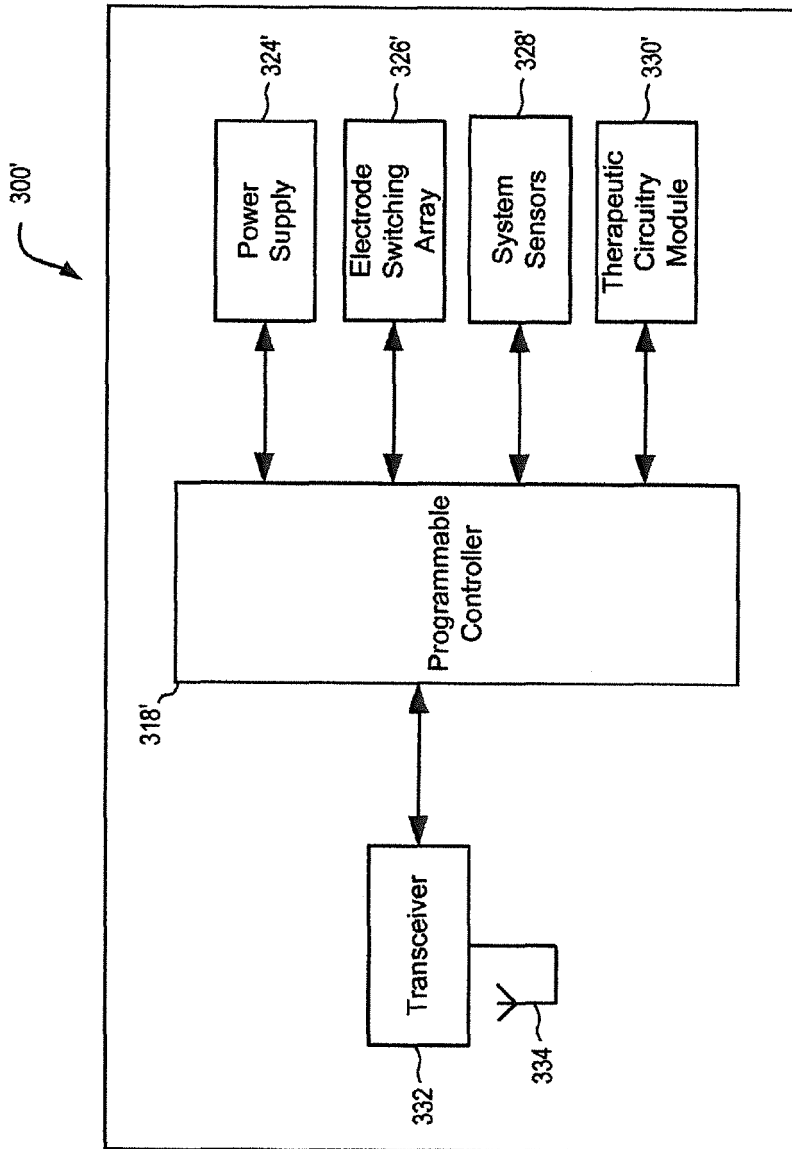 300'
318'
Programmable
Controller
Power
Supply
324'
Electrode
Switching
Array
326'
System
Sensors
328'
Therapeutic
Circuitry
Module
330'
Transceiver
332
334